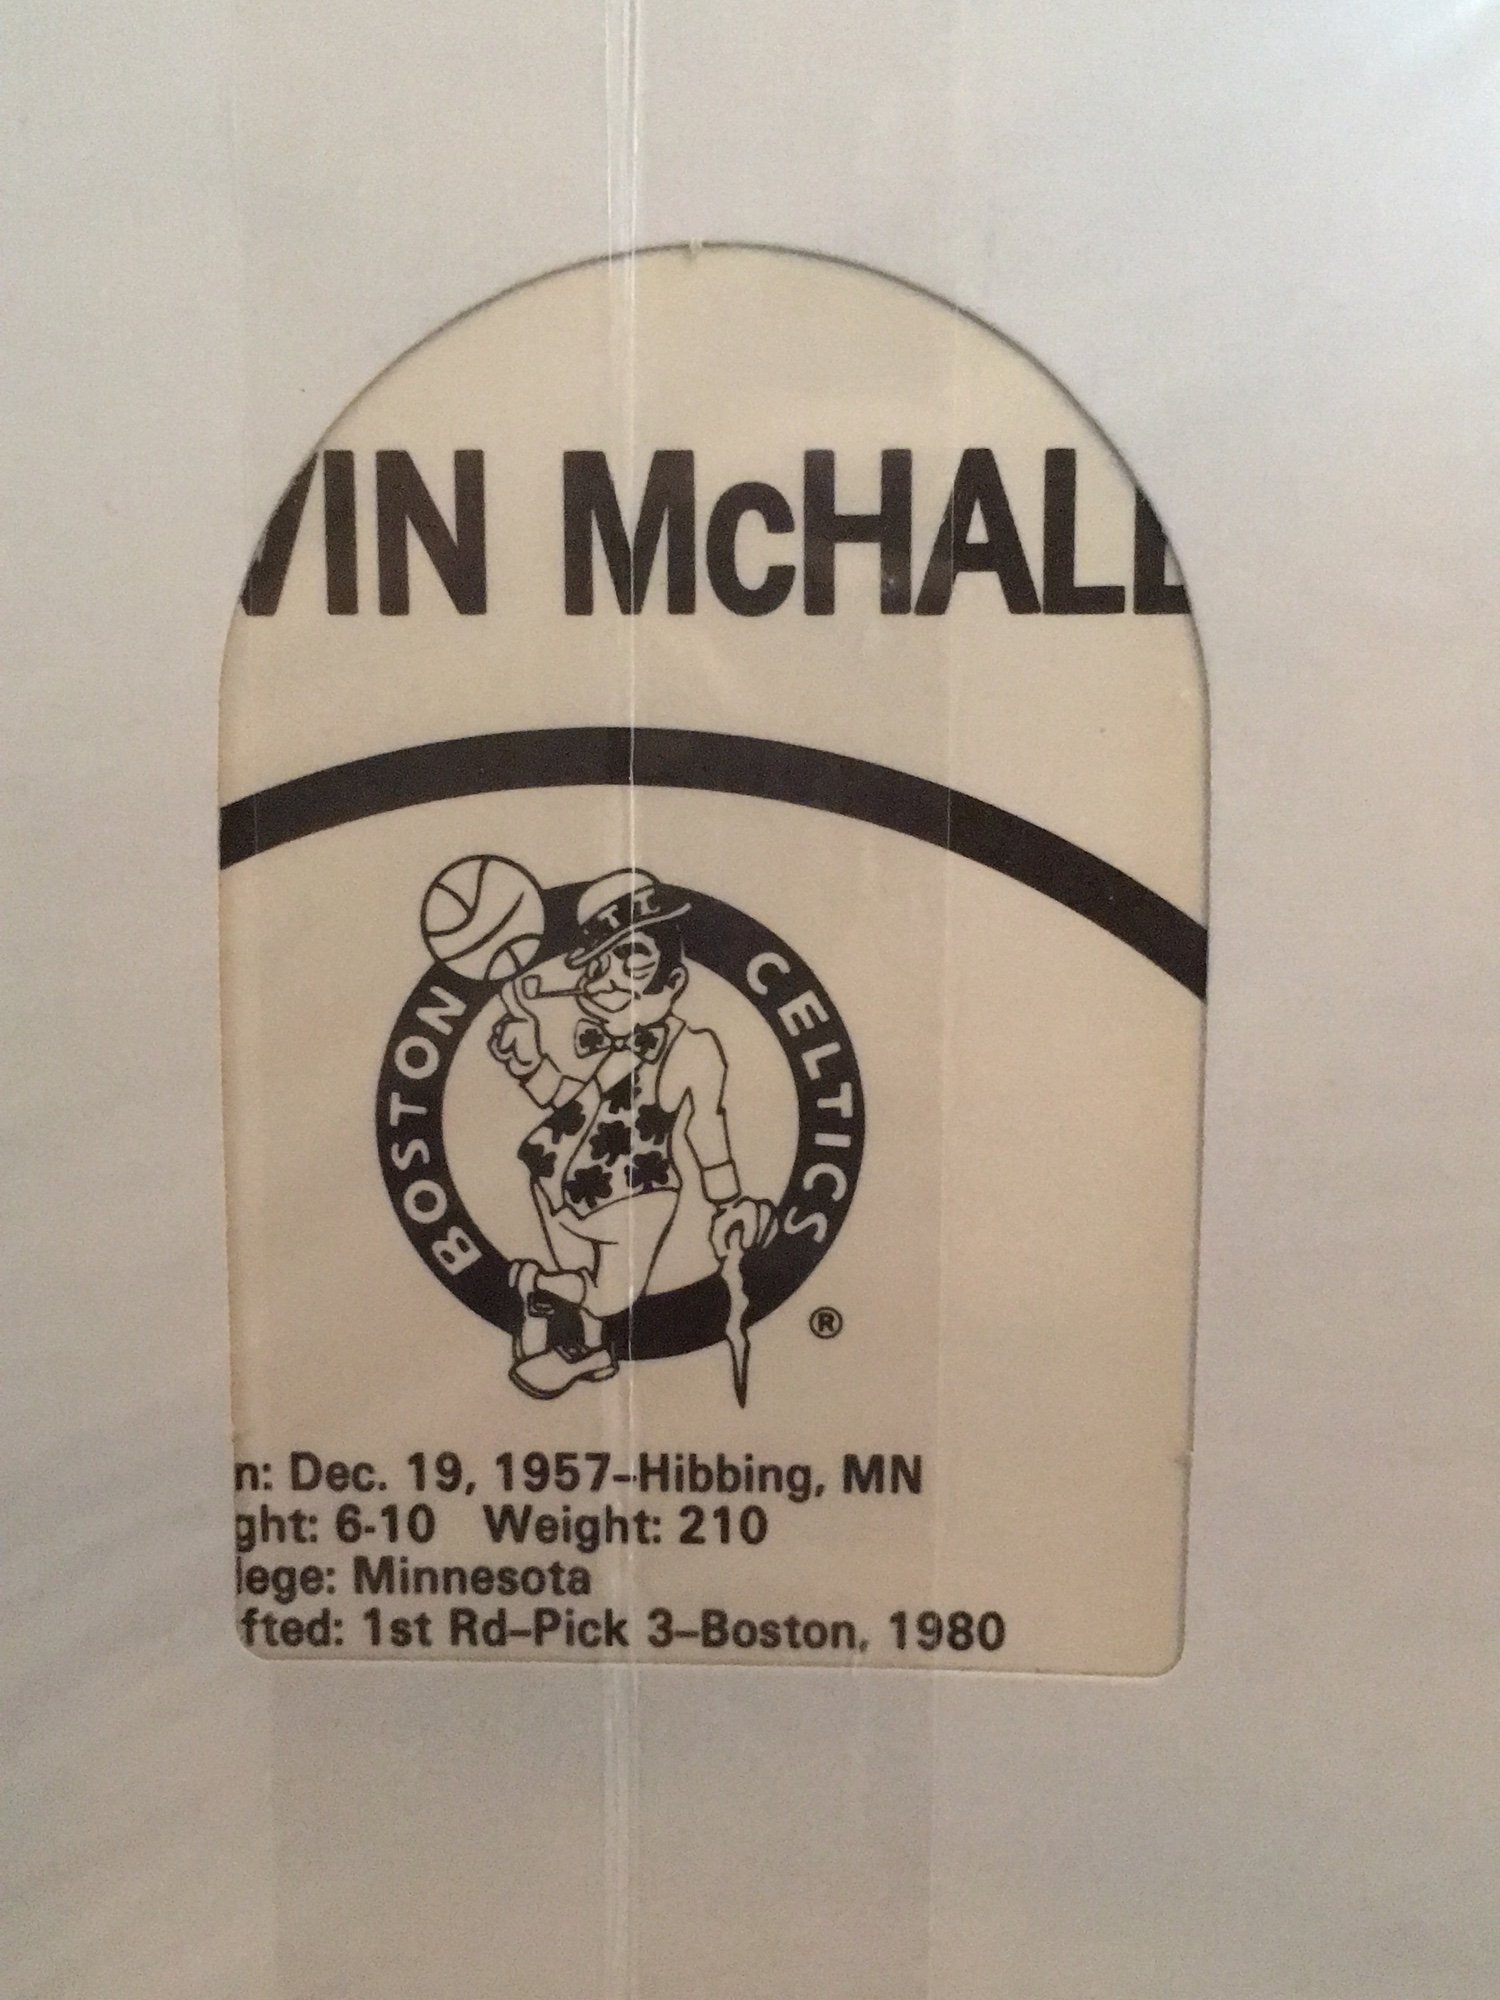 VIN McHALE
BOSTON CELTICS
TT
®
n: Dec. 19, 1957–Hibbing, MN
ght: 6-10 Weight: 210
lege: Minnesota
fted: 1st Rd–Pick 3–Boston, 1980